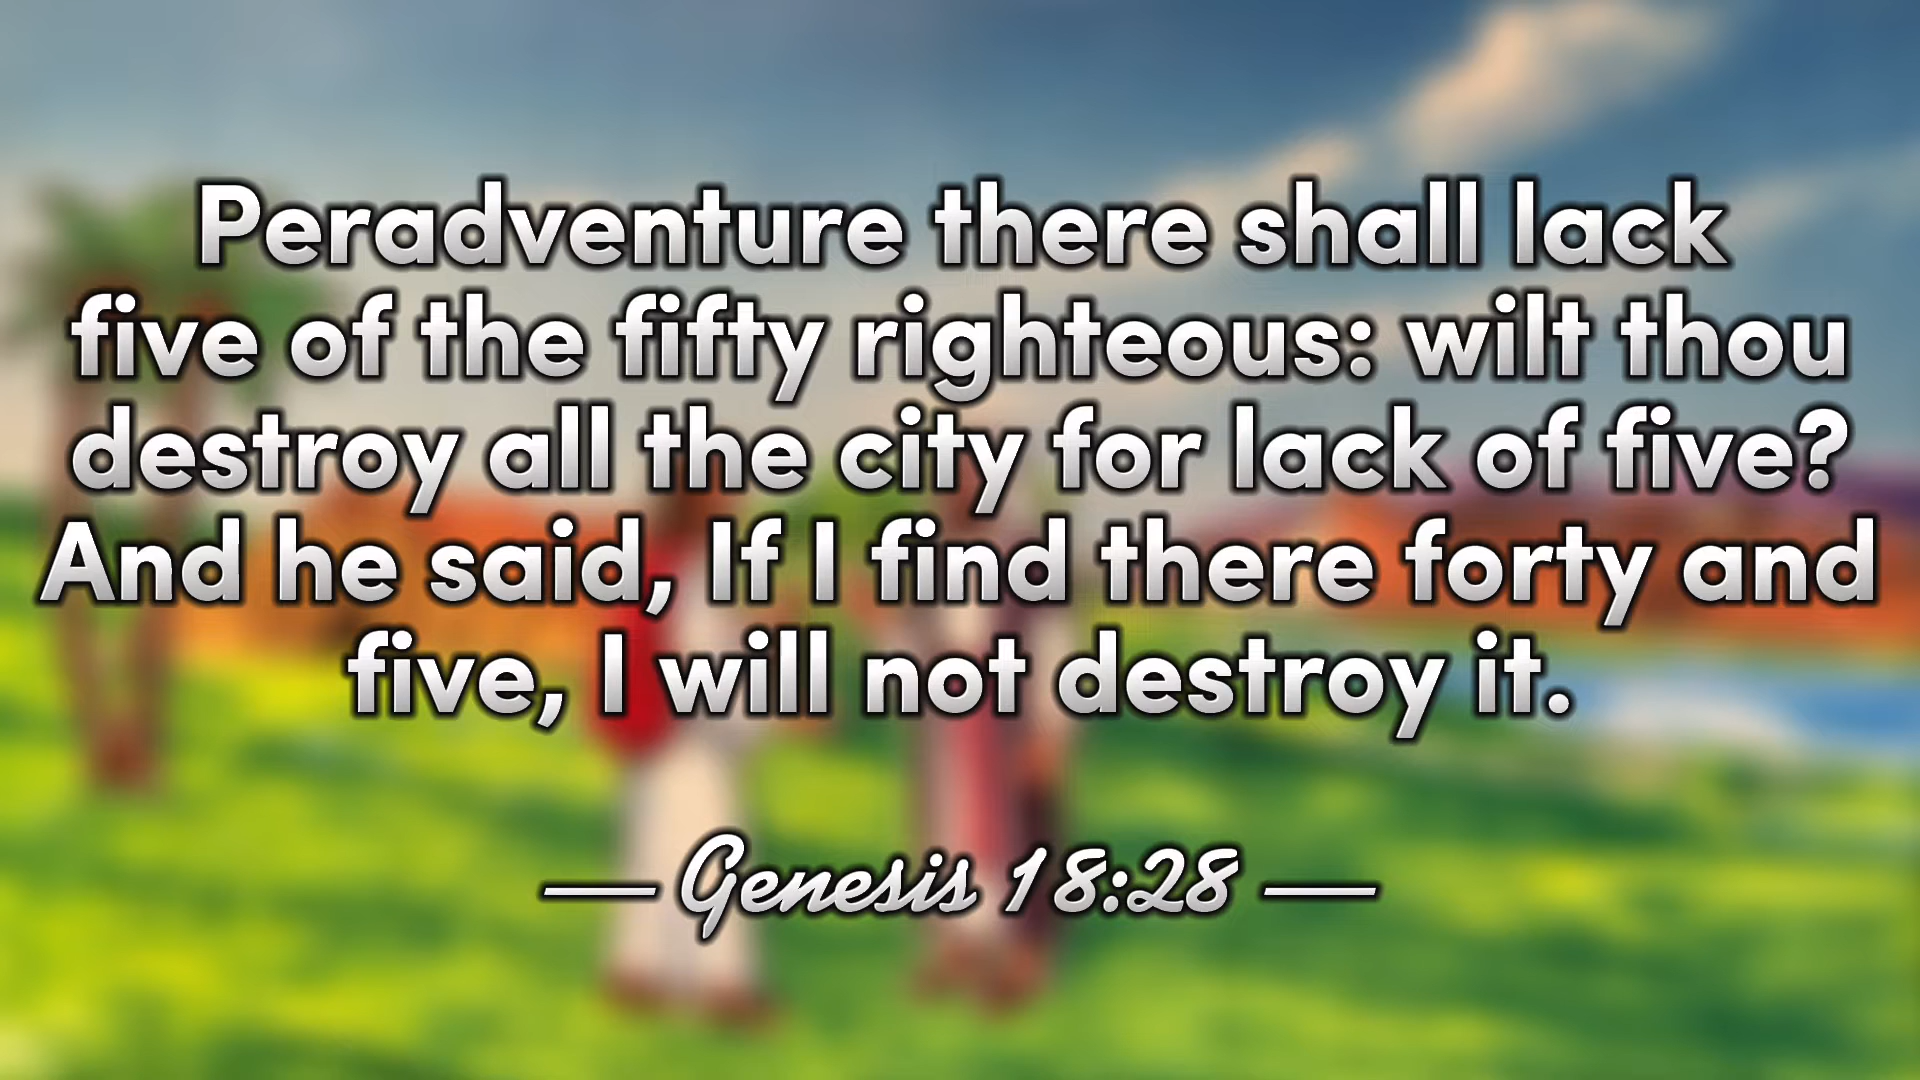 Peradventure there shall lack
five of the fifty righteous: wilt thou
destroy all the city for lack of five?
And he said, If I find there forty and
five, I will not destroy it.
— Genesis 18:28 —